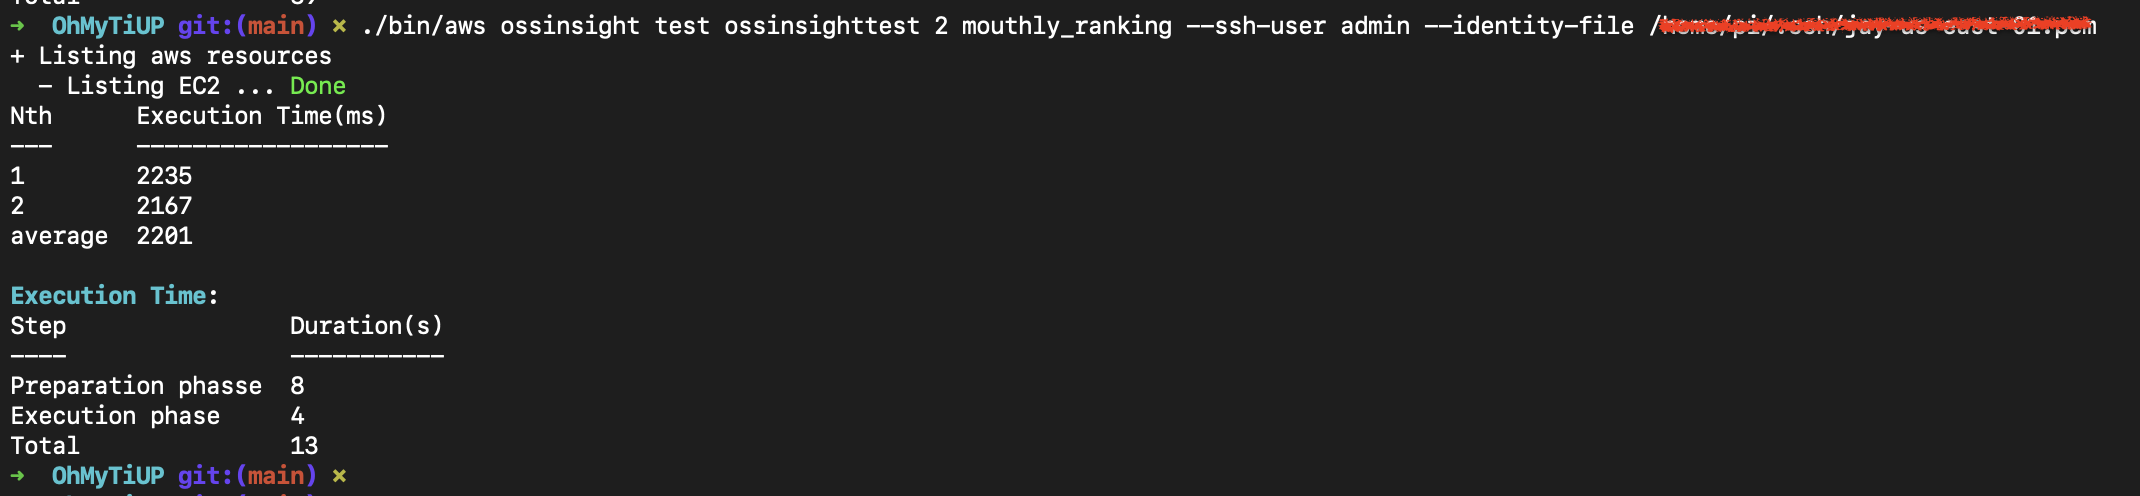 Total 39
➜ OhMyTiUP git:(main) ✗ ./bin/aws ossinsight test ossinsighttest 2 mouthly_ranking --ssh-user admin --identity-file /
+ Listing aws resources
- Listing EC2 ... Done
Nth Execution Time(ms)
--- ------------------
1 2235
2 2167
average 2201
Execution Time:
Step Duration(s)
---- -----------
Preparation phasse 8
Execution phase 4
Total 13
➜ OhMyTiUP git:(main) ✗